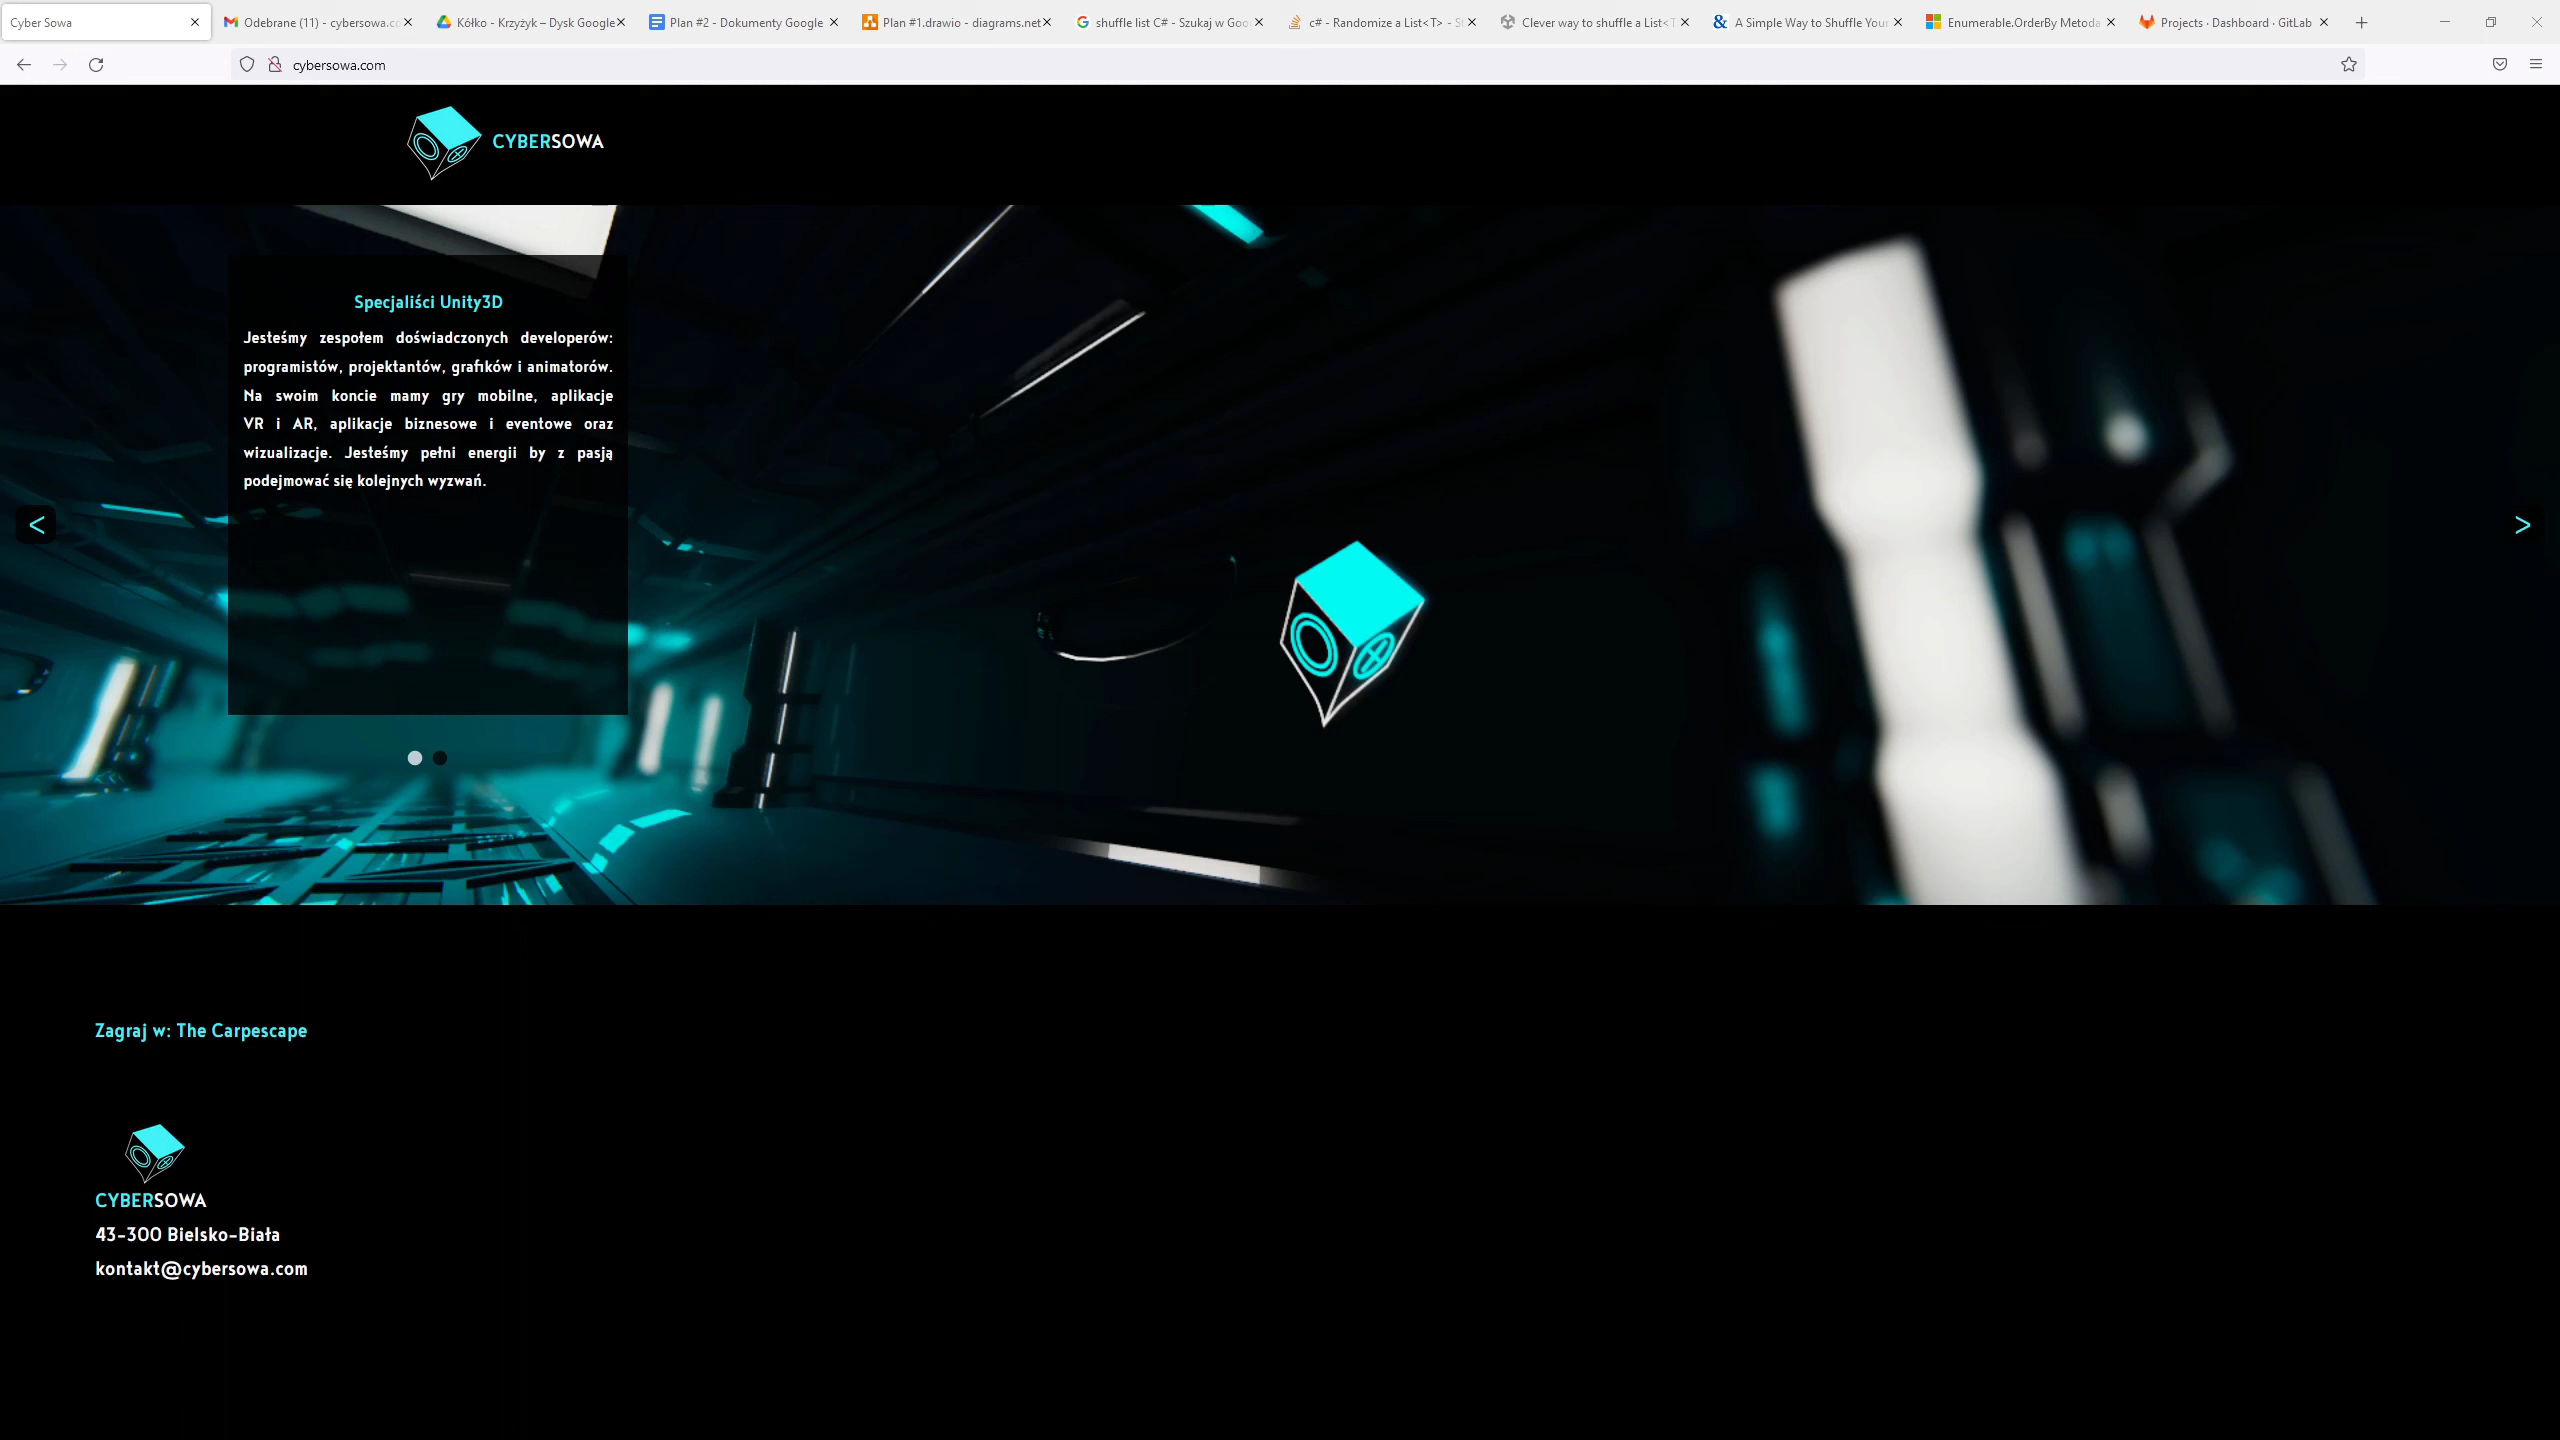 Cyber Sowa
Odebrane (11) - cybersowa.co
Kółko - Krzyżyk – Dysk Google
Plan #2 - Dokumenty Google
Plan #1.drawio - diagrams.net
shuffle list C# - Szukaj w Goo
c# - Randomize a List<T> - S
Clever way to shuffle a List<T
A Simple Way to Shuffle Your
Enumerable.OrderBy Metoda
Projects · Dashboard · GitLab
cybersowa.com
CYBERSOWA
Specjaliści Unity3D
Jesteśmy zespołem doświadczonych developerów:
programistów, projektantów, grafików i animatorów.
Na swoim koncie mamy gry mobilne, aplikacje
VR i AR, aplikacje biznesowe i eventowe oraz
wizualizacje. Jesteśmy pełni energii by z pasją
podejmować się kolejnych wyzwań.
<
>
Zagraj w: The Carpescape
CYBERSOWA
43-300 Bielsko-Biała
kontakt@cybersowa.com